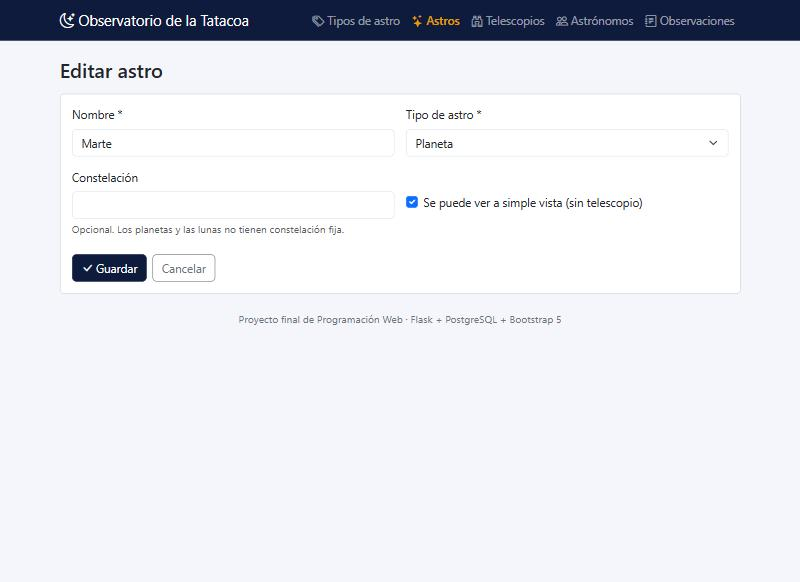 Observatorio de la Tatacoa Tipos de astro Astros Telescopios Astrónomos Observaciones
Editar astro
Nombre * Tipo de astro *
Marte Planeta
Constelación
Se puede ver a simple vista (sin telescopio)
Opcional. Los planetas y las lunas no tienen constelación fija.
Guardar Cancelar
Proyecto final de Programación Web · Flask + PostgreSQL + Bootstrap 5